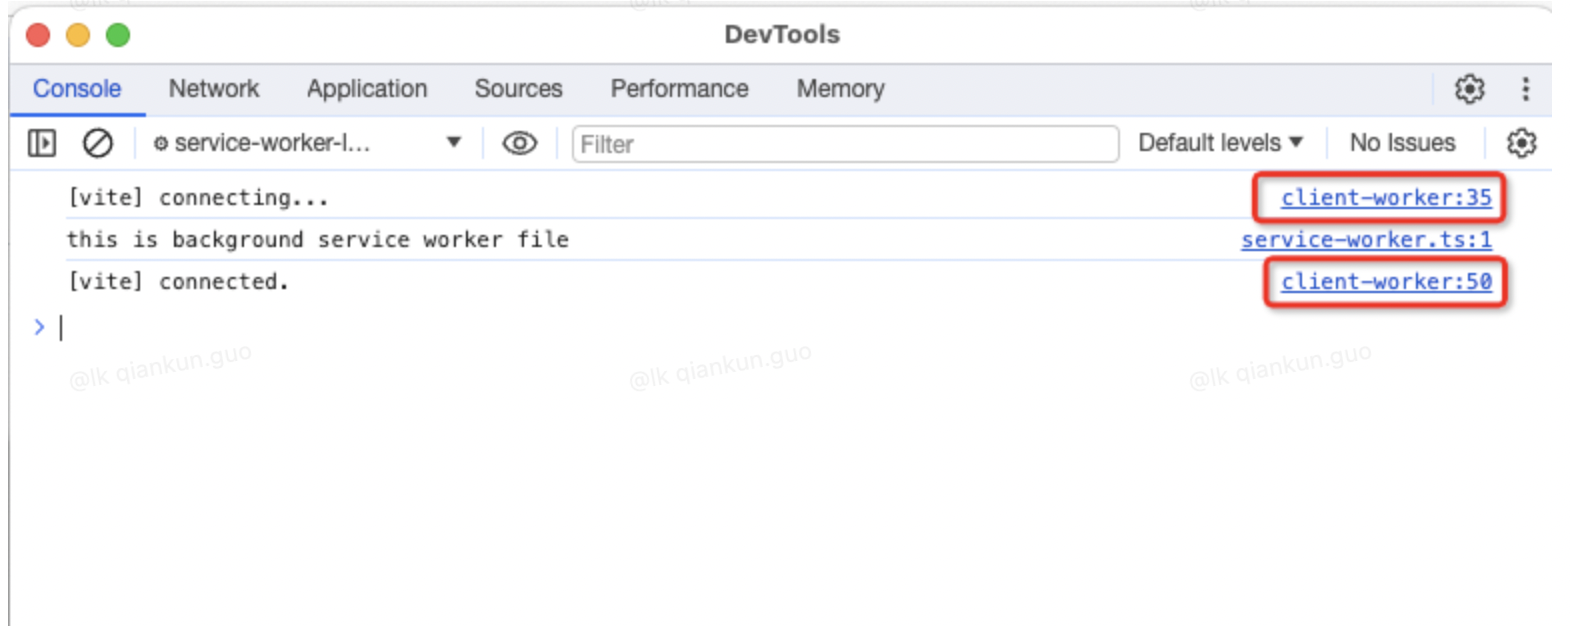 DevTools
Console Network Application Sources Performance Memory
service-worker-l... Filter Default levels No Issues
[vite] connecting... client-worker:35
this is background service worker file service-worker.ts:1
[vite] connected. client-worker:50
>
@lk qiankun.guo @lk qiankun.guo @lk qiankun.guo